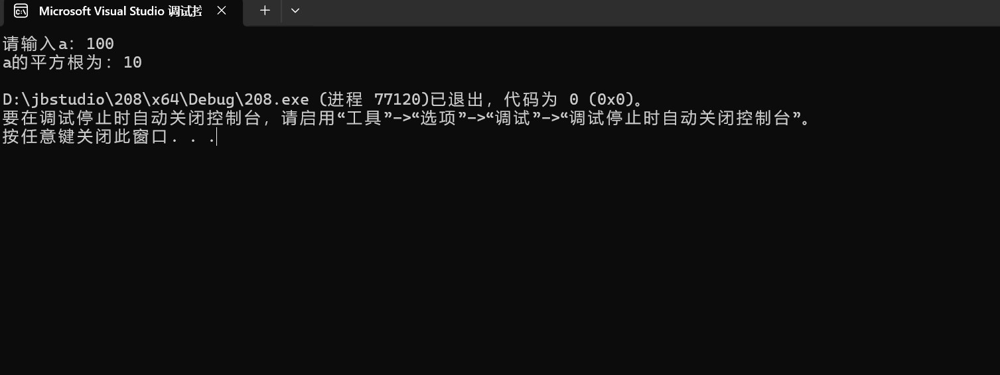 Microsoft Visual Studio 调试控
请输入a: 100
a的平方根为: 10
D:\jbstudio\208\x64\Debug\208.exe (进程 77120)已退出，代码为 0 (0x0)。
要在调试停止时自动关闭控制台，请启用“工具”->“选项”->“调试”->“调试停止时自动关闭控制台”。
按任意键关闭此窗口. . .